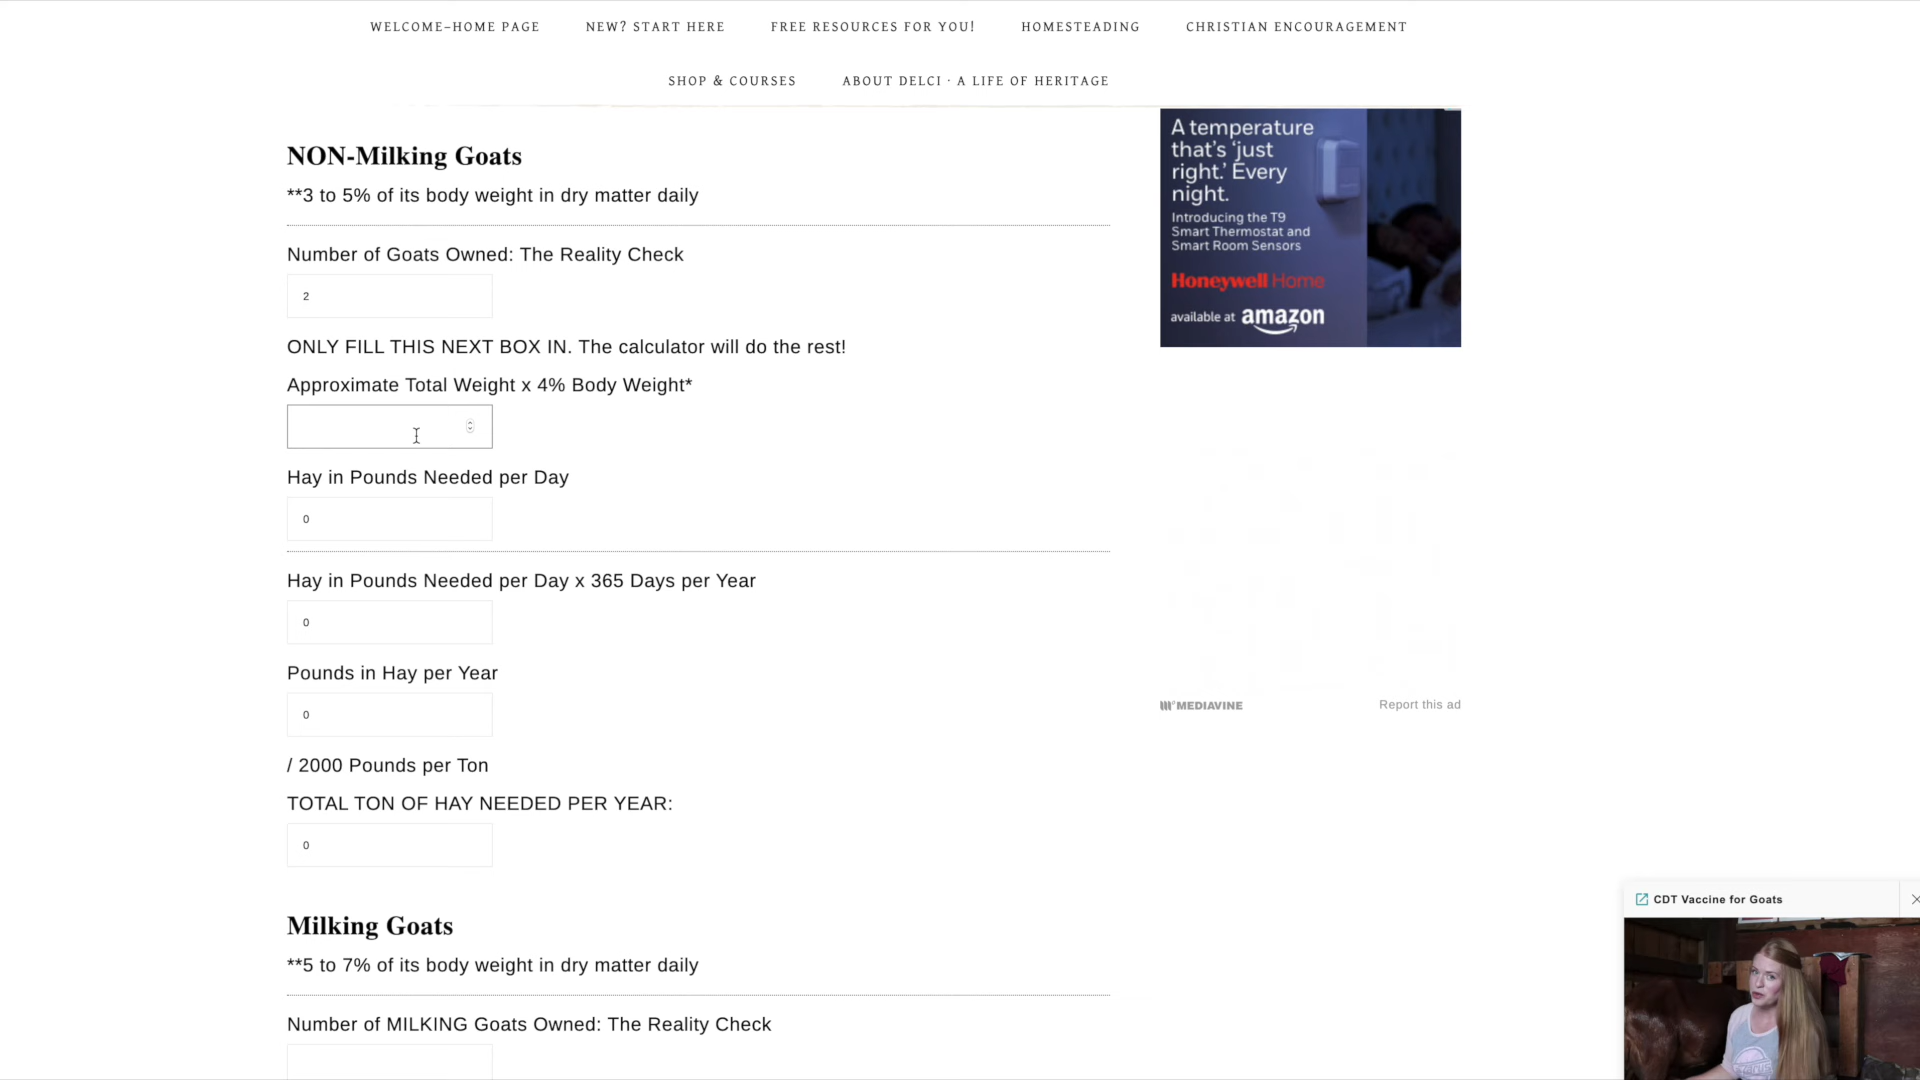 WELCOME–HOME PAGE
NEW? START HERE
FREE RESOURCES FOR YOU!
HOMESTEADING
CHRISTIAN ENCOURAGEMENT
SHOP & COURSES
ABOUT DELCI · A LIFE OF HERITAGE
NON-Milking Goats
**3 to 5% of its body weight in dry matter daily
Number of Goats Owned: The Reality Check
2
ONLY FILL THIS NEXT BOX IN. The calculator will do the rest!
Approximate Total Weight x 4% Body Weight*
Hay in Pounds Needed per Day
0
Hay in Pounds Needed per Day x 365 Days per Year
0
Pounds in Hay per Year
0
/ 2000 Pounds per Ton
TOTAL TON OF HAY NEEDED PER YEAR:
0
Milking Goats
**5 to 7% of its body weight in dry matter daily
Number of MILKING Goats Owned: The Reality Check
A temperature
that's 'just
right.' Every
night.
Introducing the T9
Smart Thermostat and
Smart Room Sensors
Honeywell Home
available at amazon
MEDIAVINE
Report this ad
CDT Vaccine for Goats